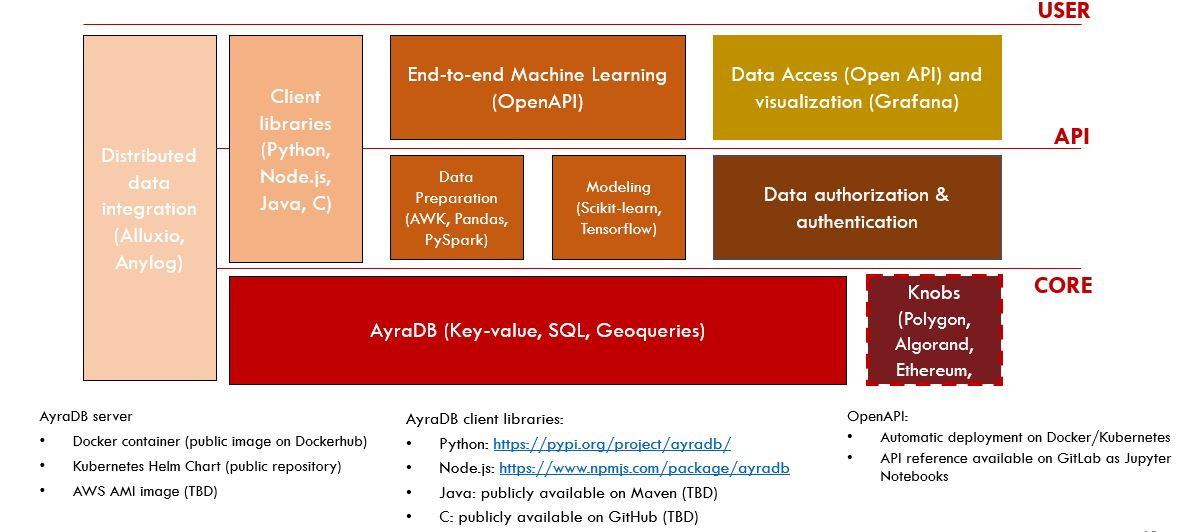 USER
Distributed
data
integration
(Alluxio,
Anylog)
Client
libraries
(Python,
Node.js,
Java, C)
End-to-end Machine Learning
(OpenAPI)
Data Access (Open API) and
visualization (Grafana)
API
Data
Preparation
(AWK, Pandas,
PySpark)
Modeling
(Scikit-learn,
Tensorflow)
Data authorization &
authentication
CORE
AyraDB (Key-value, SQL, Geoqueries)
Knobs
(Polygon,
Algorand,
Ethereum,
AyraDB server
• Docker container (public image on Dockerhub)
• Kubernetes Helm Chart (public repository)
• AWS AMI image (TBD)
AyraDB client libraries:
• Python: https://pypi.org/project/ayradb/
• Node.js: https://www.npmjs.com/package/ayradb
• Java: publicly available on Maven (TBD)
• C: publicly available on GitHub (TBD)
OpenAPI:
• Automatic deployment on Docker/Kubernetes
• API reference available on GitLab as Jupyter
Notebooks